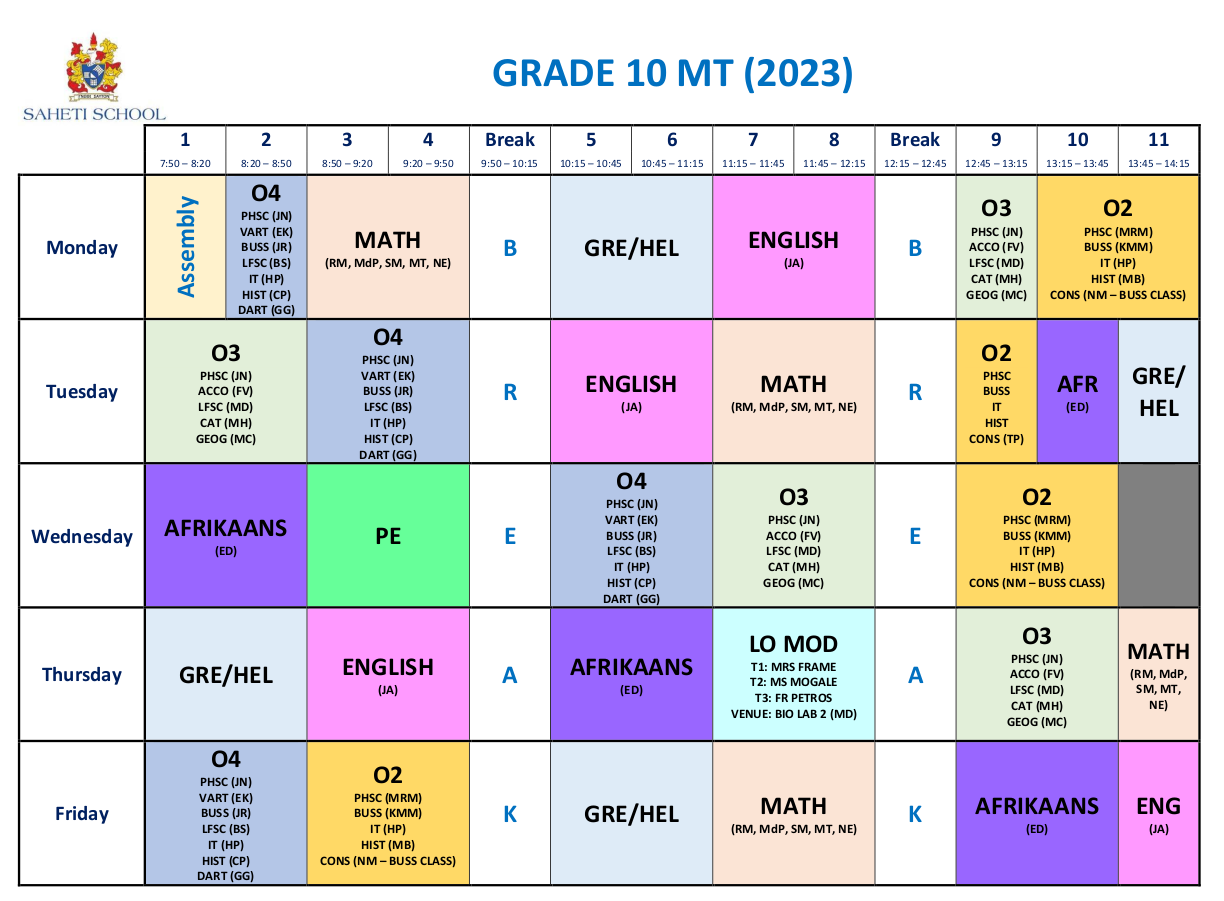 SAHETI SCHOOL
GRADE 10 MT (2023)
1 2 3 4 Break 5 6 7 8 Break 9 10 11
7:50 – 8:20 8:20 – 8:50 8:50 – 9:20 9:20 – 9:50 9:50 – 10:15 10:15 – 10:45 10:45 – 11:15 11:15 – 11:45 11:45 – 12:15 12:15 – 12:45 12:45 – 13:15 13:15 – 13:45 13:45 – 14:15
Monday
Assembly
O4
PHSC (JN)
VART (EK)
BUSS (JR)
LFSC (BS)
IT (HP)
HIST (CP)
DART (GG)
MATH
(RM, MdP, SM, MT, NE)
B
GRE/HEL
ENGLISH
(JA)
B
O3
PHSC (JN)
ACCO (FV)
LFSC (MD)
CAT (MH)
GEOG (MC)
O2
PHSC (MRM)
BUSS (KMM)
IT (HP)
HIST (MB)
CONS (NM – BUSS CLASS)
Tuesday
O3
PHSC (JN)
ACCO (FV)
LFSC (MD)
CAT (MH)
GEOG (MC)
O4
PHSC (JN)
VART (EK)
BUSS (JR)
LFSC (BS)
IT (HP)
HIST (CP)
DART (GG)
R
ENGLISH
(JA)
MATH
(RM, MdP, SM, MT, NE)
R
O2
PHSC
BUSS
IT
HIST
CONS (TP)
AFR
(ED)
GRE/
HEL
Wednesday
AFRIKAANS
(ED)
PE
E
O4
PHSC (JN)
VART (EK)
BUSS (JR)
LFSC (BS)
IT (HP)
HIST (CP)
DART (GG)
O3
PHSC (JN)
ACCO (FV)
LFSC (MD)
CAT (MH)
GEOG (MC)
E
O2
PHSC (MRM)
BUSS (KMM)
IT (HP)
HIST (MB)
CONS (NM – BUSS CLASS)
Thursday
GRE/HEL
ENGLISH
(JA)
A
AFRIKAANS
(ED)
LO MOD
T1: MRS FRAME
T2: MS MOGALE
T3: FR PETROS
VENUE: BIO LAB 2 (MD)
A
O3
PHSC (JN)
ACCO (FV)
LFSC (MD)
CAT (MH)
GEOG (MC)
MATH
(RM, MdP,
SM, MT,
NE)
Friday
O4
PHSC (JN)
VART (EK)
BUSS (JR)
LFSC (BS)
IT (HP)
HIST (CP)
DART (GG)
O2
PHSC (MRM)
BUSS (KMM)
IT (HP)
HIST (MB)
CONS (NM – BUSS CLASS)
K
GRE/HEL
MATH
(RM, MdP, SM, MT, NE)
K
AFRIKAANS
(ED)
ENG
(JA)